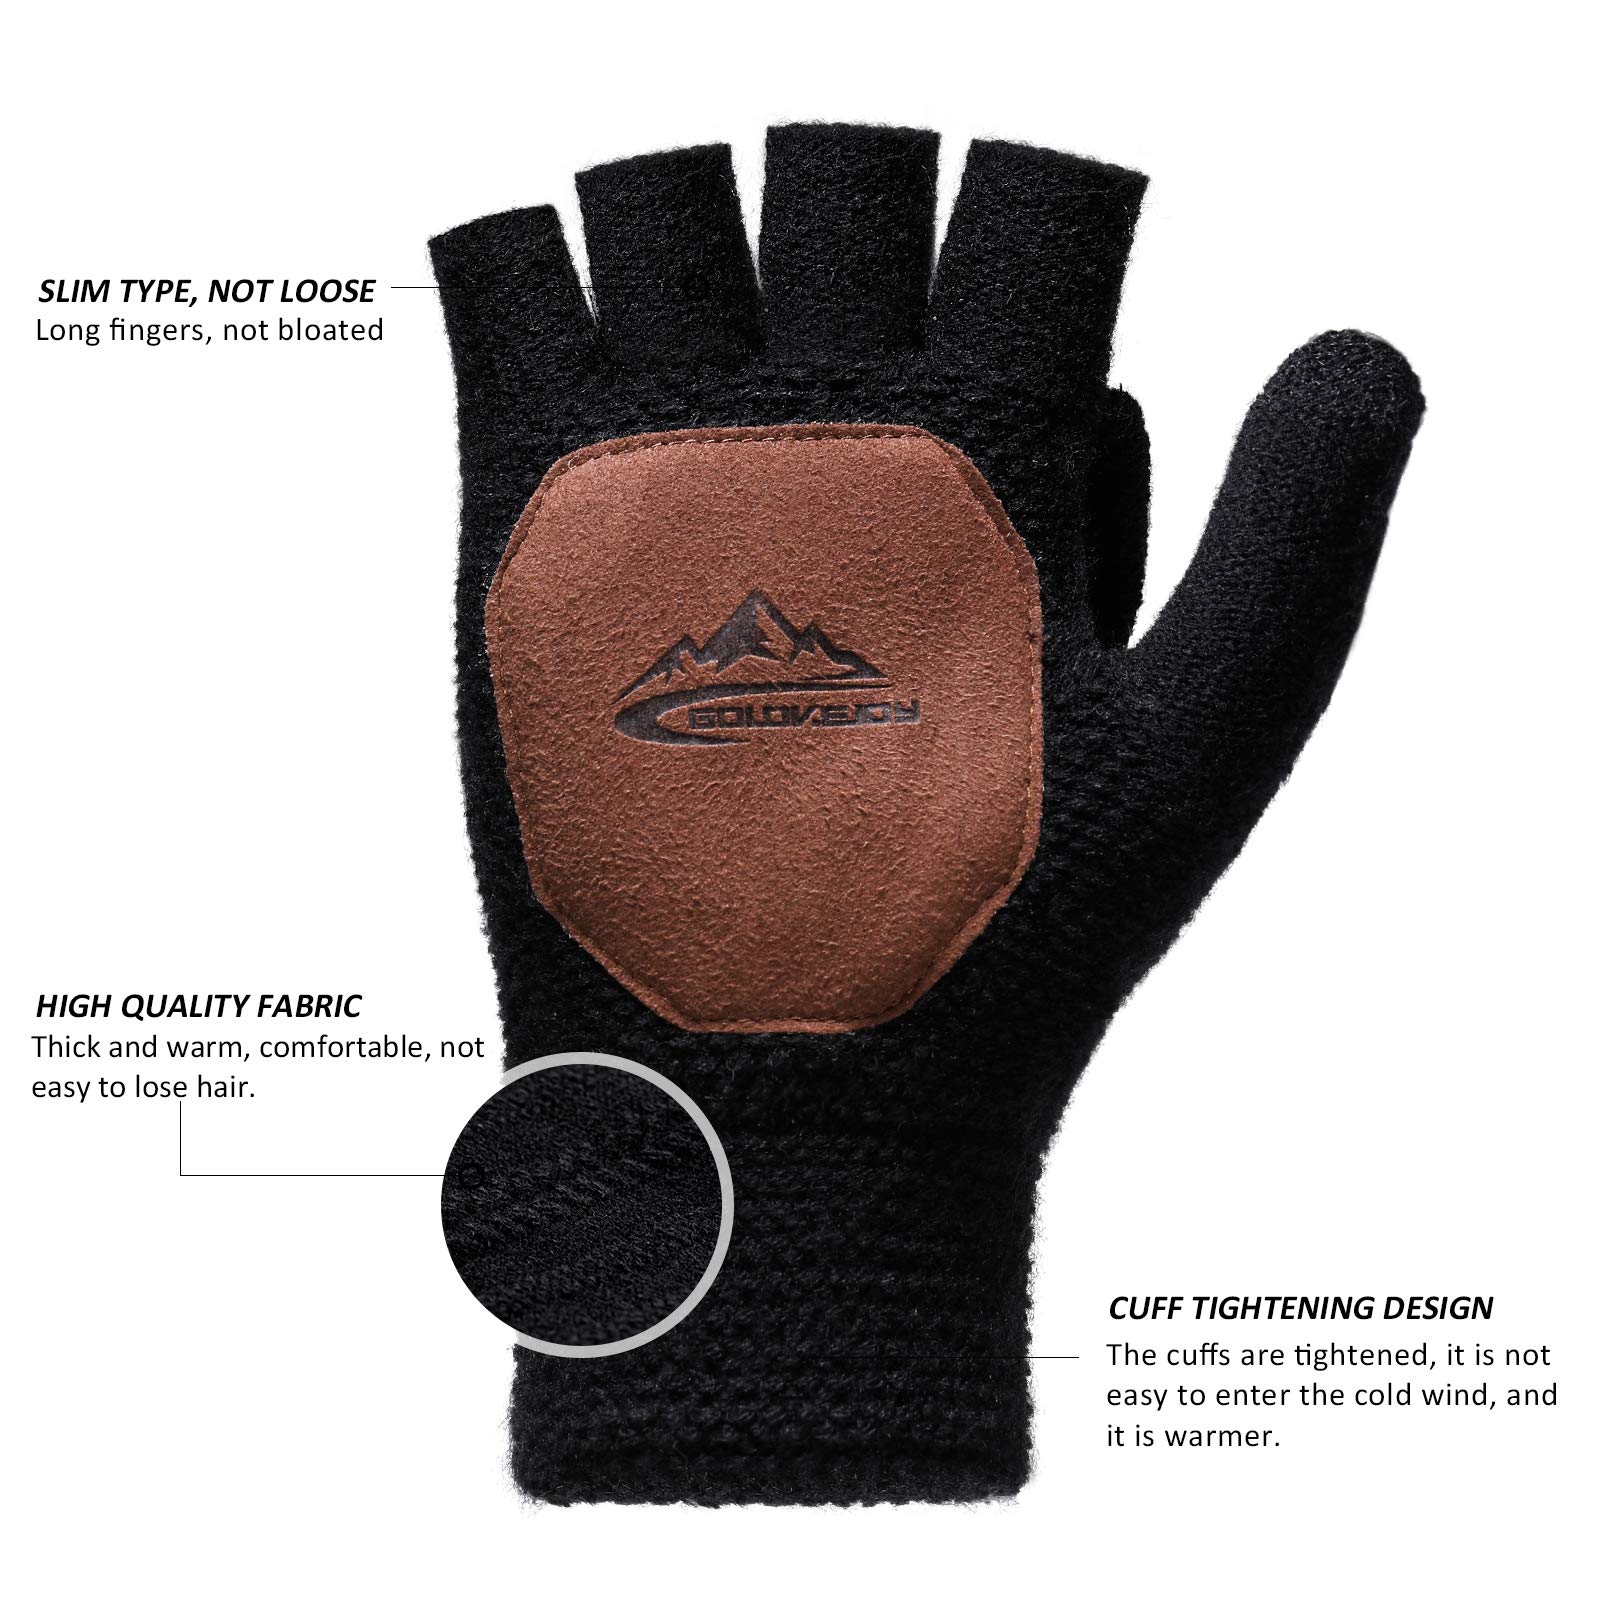 SLIM TYPE, NOT LOOSE
Long fingers, not bloated
HIGH QUALITY FABRIC
Thick and warm, comfortable, not
easy to lose hair.
CUFF TIGHTENING DESIGN
The cuffs are tightened, it is not
easy to enter the cold wind, and
it is warmer.